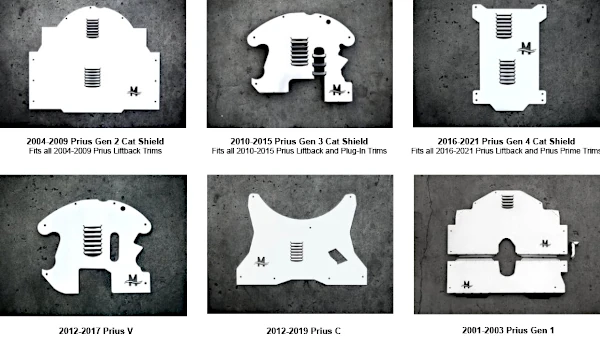 2004-2009 Prius Gen 2 Cat Shield
Fits all 2004-2009 Prius Liftback Trims
2010-2015 Prius Gen 3 Cat Shield
Fits all 2010-2015 Prius Liftback and Plug-In Trims
2016-2021 Prius Gen 4 Cat Shield
Fits all 2016-2021 Prius Liftback and Prius Prime Trims
2012-2017 Prius V
2012-2019 Prius C
2001-2003 Prius Gen 1